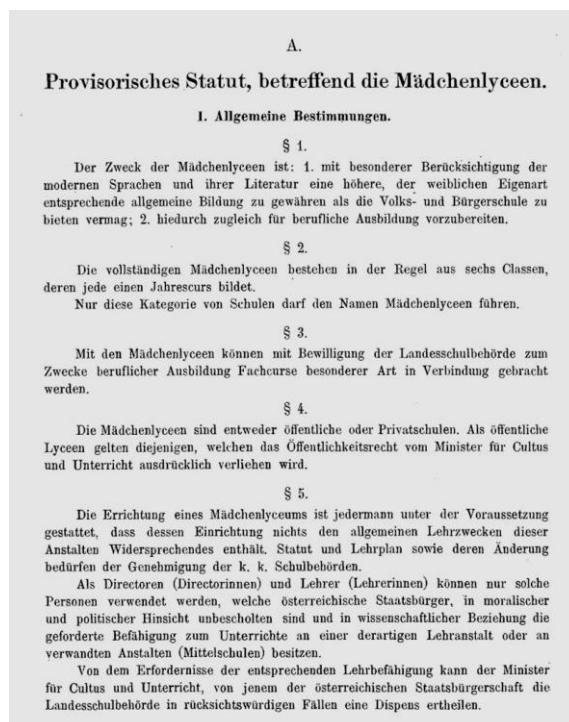 A.
Provisorisches Statut, betreffend die Mädchenlyceen.
I. Allgemeine Bestimmungen.
§ 1.
Der Zweck der Mädchenlyceen ist: 1. mit besonderer Berücksichtigung der
modernen Sprachen und ihrer Literatur eine höhere, der weiblichen Eigenart
entsprechende allgemeine Bildung zu gewähren als die Volks- und Bürgerschule zu
bieten vermag; 2. hiedurch zugleich für berufliche Ausbildung vorzubereiten.
§ 2.
Die vollständigen Mädchenlyceen bestehen in der Regel aus sechs Classen,
deren jede einen Jahrescurs bildet.
Nur diese Kategorie von Schulen darf den Namen Mädchenlyceen führen.
§ 3.
Mit den Mädchenlyceen können mit Bewilligung der Landesschulbehörde zum
Zwecke beruflicher Ausbildung Fachcurse besonderer Art in Verbindung gebracht
werden.
§ 4.
Die Mädchenlyceen sind entweder öffentliche oder Privatschulen. Als öffentliche
Lyceen gelten diejenigen, welchen das Öffentlichkeitsrecht vom Minister für Cultus
und Unterricht ausdrücklich verliehen wird.
§ 5.
Die Errichtung eines Mädchenlyceums ist jedermann unter der Voraussetzung
gestattet, dass dessen Einrichtung nichts den allgemeinen Lehrzwecken dieser
Anstalten Widersprechendes enthält. Statut und Lehrplan sowie deren Änderung
bedürfen der Genehmigung der k. k. Schulbehörden.
Als Directoren (Directorinnen) und Lehrer (Lehrerinnen) können nur solche
Personen verwendet werden, welche österreichische Staatsbürger, in moralischer
und politischer Hinsicht unbescholten sind und in wissenschaftlicher Beziehung die
geforderte Befähigung zum Unterrichte an einer derartigen Lehranstalt oder an
verwandten Anstalten (Mittelschulen) besitzen.
Von dem Erfordernisse der entsprechenden Lehrbefähigung kann der Minister
für Cultus und Unterricht, von jenem der österreichischen Staatsbürgerschaft die
Landesschulbehörde in rücksichtswürdigen Fällen eine Dispens ertheilen.